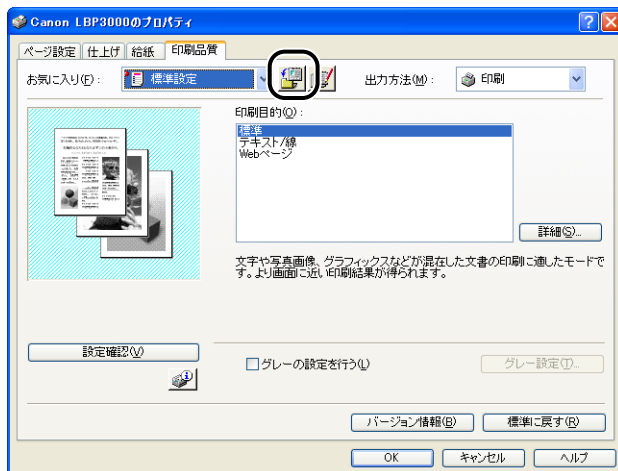 Canon LBP3000のプロパティ
ページ設定 仕上げ 給紙 印刷品質
お気に入り(F): 標準設定 出力方法(M): 印刷
印刷目的(O):
標準
テキスト/線
Webページ
詳細(S)...
文字や写真画像、グラフィックスなどが混在した文書の印刷に適したモードで
す。より画面に近い印刷結果が得られます。
設定確認(V)
グレーの設定を行う(L) グレー設定(T)...
バージョン情報(B) 標準に戻す(R)
OK キャンセル ヘルプ